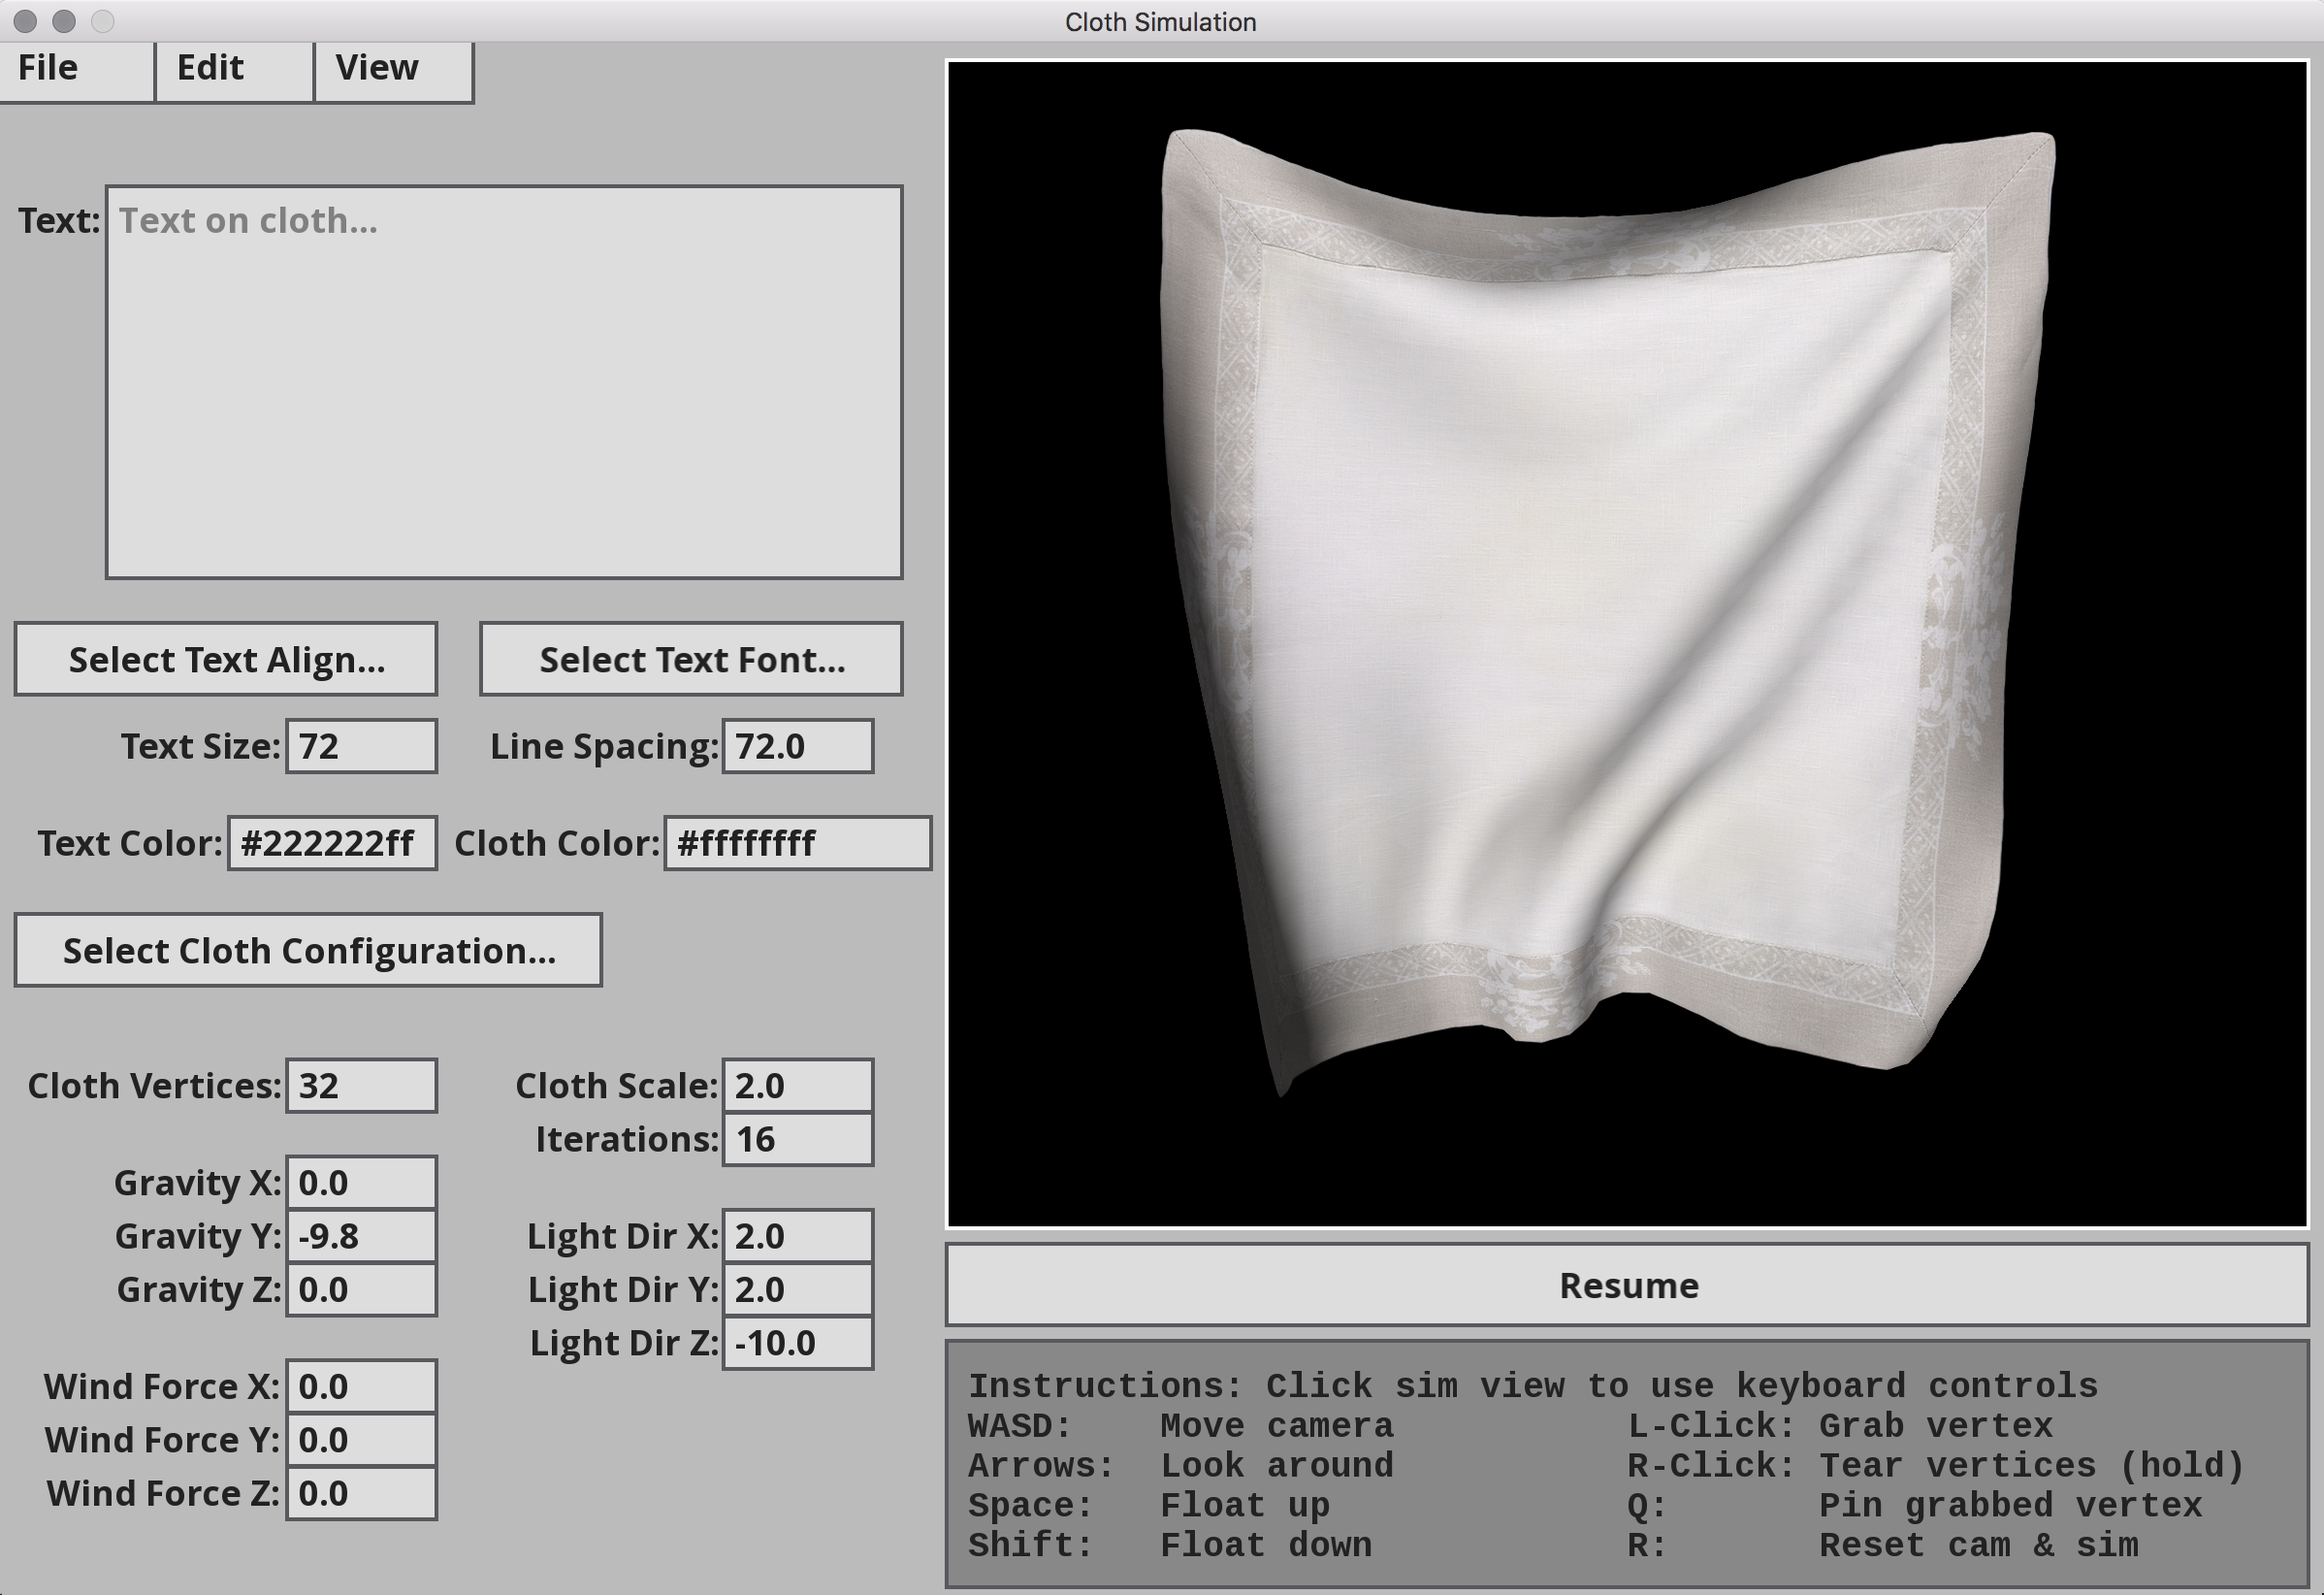 Cloth Simulation
File Edit View
Text: Text on cloth...
Select Text Align... Select Text Font...
Text Size: 72 Line Spacing: 72.0
Text Color: #222222ff Cloth Color: #ffffffff
Select Cloth Configuration...
Cloth Vertices: 32 Cloth Scale: 2.0
Iterations: 16
Gravity X: 0.0
Gravity Y: -9.8 Light Dir X: 2.0
Gravity Z: 0.0 Light Dir Y: 2.0
Light Dir Z: -10.0
Wind Force X: 0.0
Wind Force Y: 0.0
Wind Force Z: 0.0
Resume
Instructions: Click sim view to use keyboard controls
WASD: Move camera L-Click: Grab vertex
Arrows: Look around R-Click: Tear vertices (hold)
Space: Float up Q: Pin grabbed vertex
Shift: Float down R: Reset cam & sim